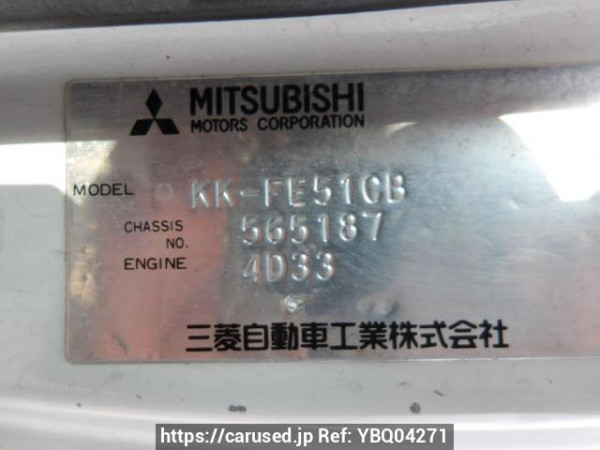 MITSUBISHI
MOTORS CORPORATION
MODEL KK-FE51CB
CHASSIS NO. 565187
ENGINE 4D33
三菱自動車工業株式会社
https://carused.jp Ref: YBQ04271